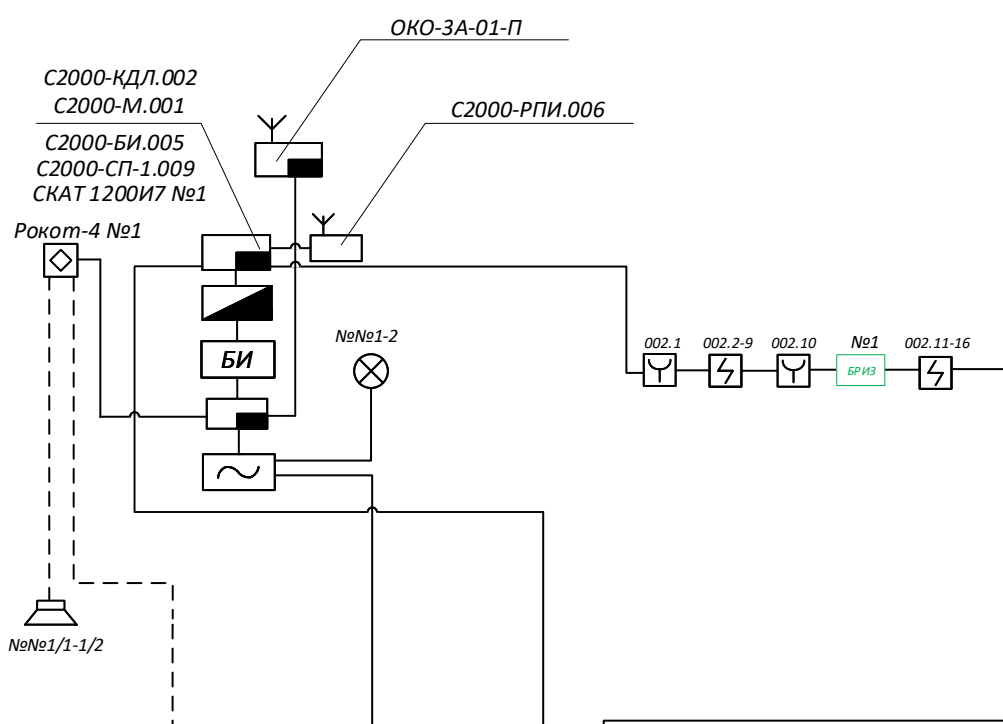 ОКО-3А-01-П
С2000-КДЛ.002
С2000-М.001
С2000-РПИ.006
С2000-БИ.005
С2000-СП-1.009
СКАТ 1200И7 №1
Рокот-4 №1
№№1-2
БИ
002.1
002.2-9
002.10
№1
002.11-16
БРИЗ
№№1/1-1/2